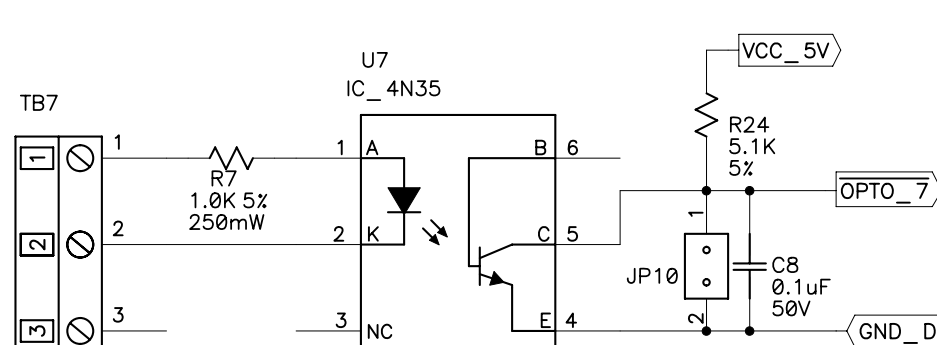 VCC_5V
U7
IC_4N35
TB7
R24
5.1K
5%
1
1
1
A
B
6
R7
1.0K 5%
250mW
OPTO_7
1
2
2
2
K
C
5
JP10
C8
0.1uF
50V
3
3
3
NC
E
4
2
GND_D